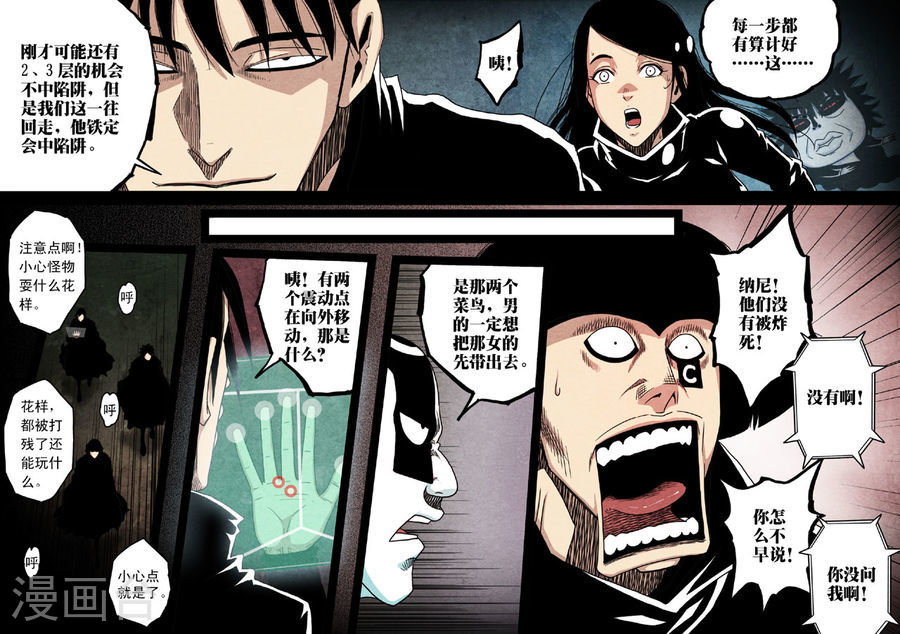 刚才可能还有
2、3层的机会
不中陷阱，但
是我们这一往
回走，他铁定
会中陷阱。
咦！
每一步都
有算计好
……这……
注意点啊！
小心怪物
耍什么花
样。
呼
呼
花样，
都被打
残了还
能玩什
么。
呼
小心点
就是了。
咦！有两
个震动点
在向外移
动，那是
什么？
是那两个
菜鸟，男
的一定想
把那女的
先带出去。
纳尼！
他们没
有被炸
死！
C
没有啊！
你怎
么不
早说！
你没问
我啊！
漫画台